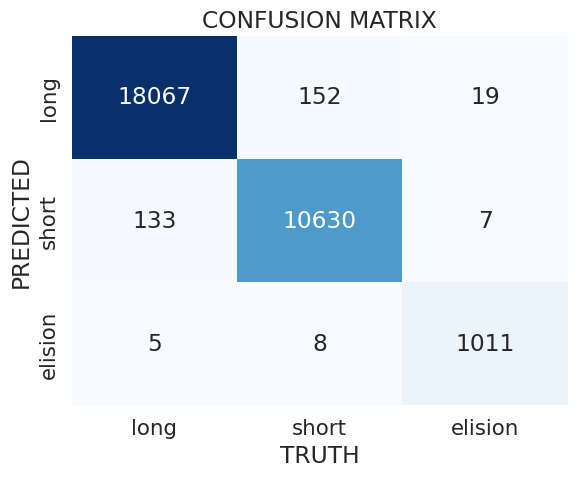 CONFUSION MATRIX
PREDICTED
long
18067 152 19
short
133 10630 7
elision
5 8 1011
long short elision
TRUTH